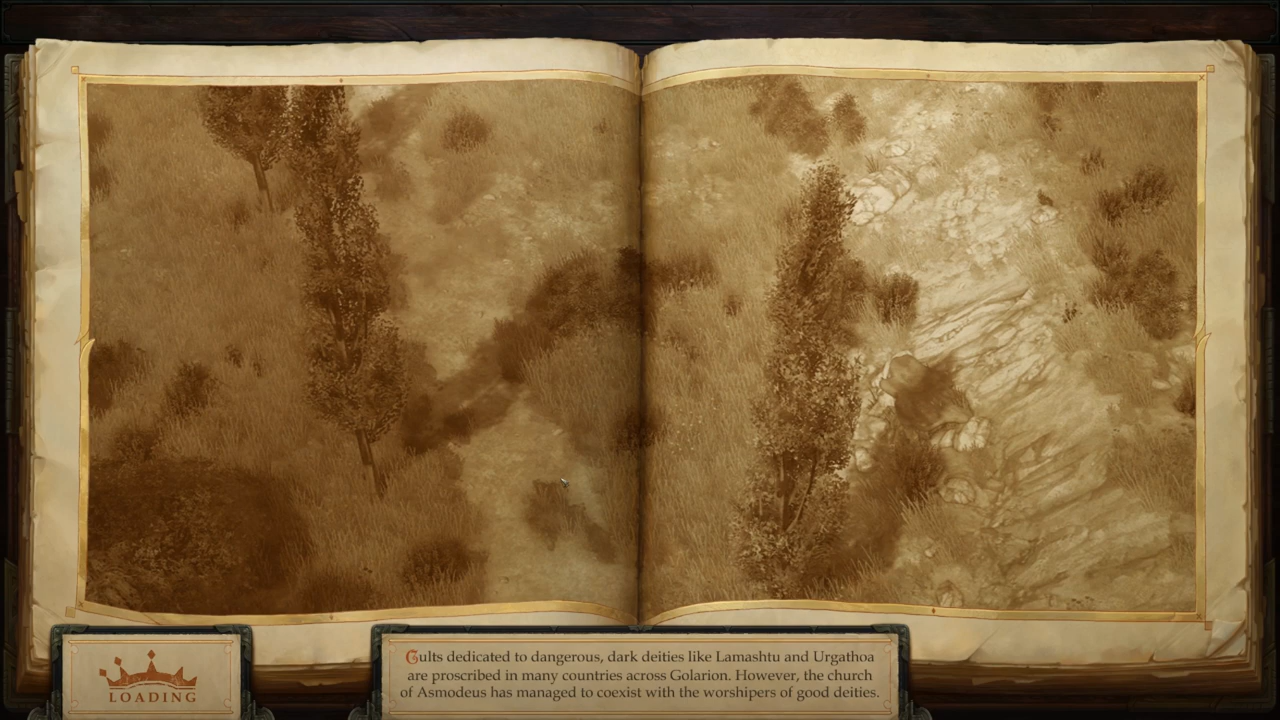 Cults dedicated to dangerous, dark deities like Lamashtu and Urgathoa
are proscribed in many countries across Golarion. However, the church
of Asmodeus has managed to coexist with the worshipers of good deities.
LOADING